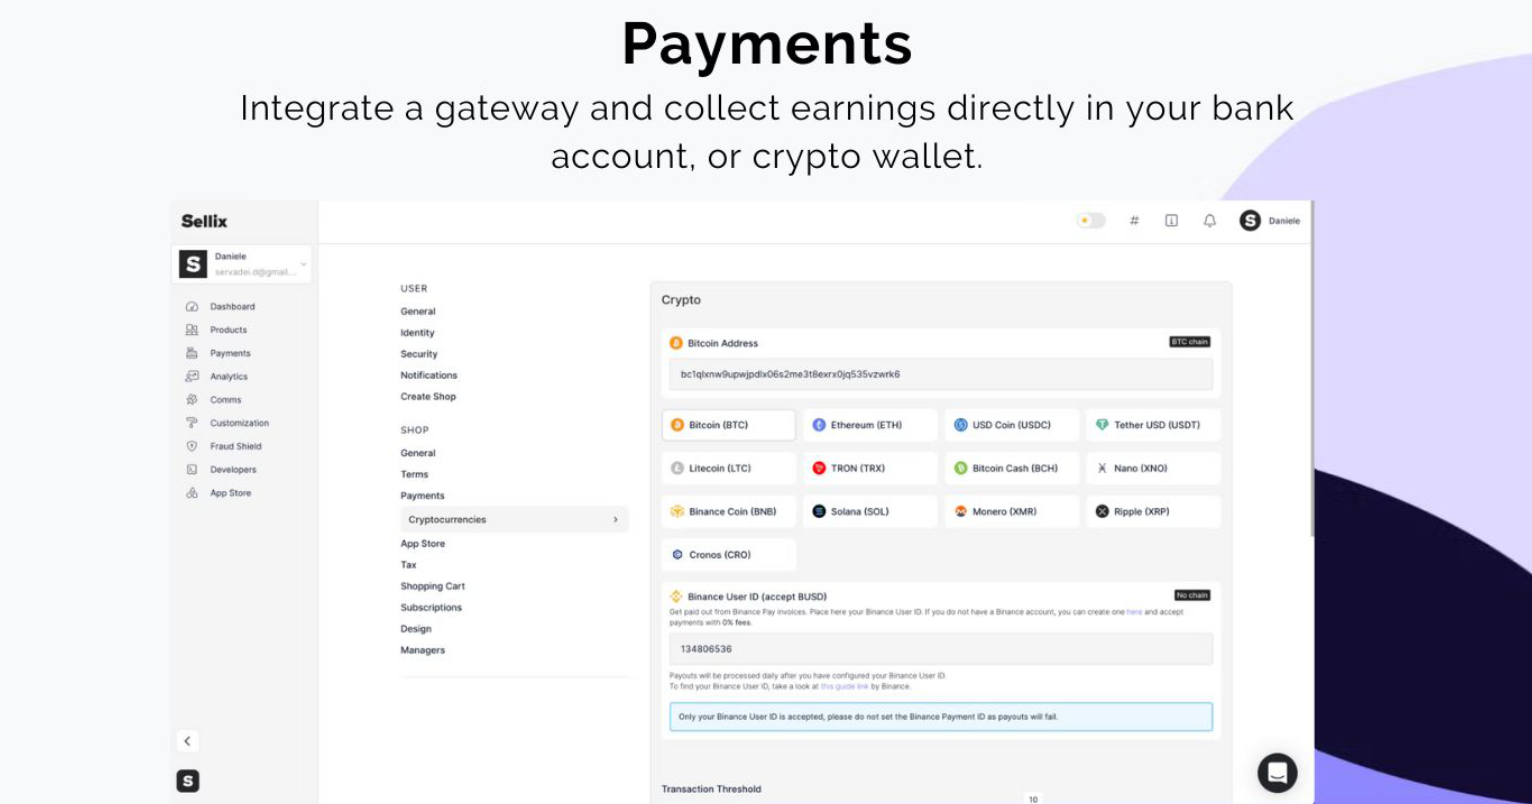 Payments
Integrate a gateway and collect earnings directly in your bank
account, or crypto wallet.
Sellix
Daniele
Daniele
servadei.d@gmail....
Dashboard
Products
Payments
Analytics
Comms
Customization
Fraud Shield
Developers
App Store
USER
General
Identity
Security
Notifications
Create Shop
SHOP
General
Terms
Payments
Cryptocurrencies
App Store
Tax
Shopping Cart
Subscriptions
Design
Managers
Crypto
Bitcoin Address
BTC chain
bc1qlxnw9upwjpdlx06s2me3t8exrx0jq535vzwrk6
Bitcoin (BTC)
Ethereum (ETH)
USD Coin (USDC)
Tether USD (USDT)
Litecoin (LTC)
TRON (TRX)
Bitcoin Cash (BCH)
Nano (XNO)
Binance Coin (BNB)
Solana (SOL)
Monero (XMR)
Ripple (XRP)
Cronos (CRO)
Binance User ID (accept BUSD)
No chain
Get paid out from Binance Pay invoices. Place here your Binance User ID. If you do not have a Binance account, you can create one here and accept
payments with 0% fees.
134806536
Payouts will be processed daily after you have configured your Binance User ID.
To find your Binance User ID, take a look at this guide link by Binance.
Only your Binance User ID is accepted, please do not set the Binance Payment ID as payouts will fail.
Transaction Threshold
10